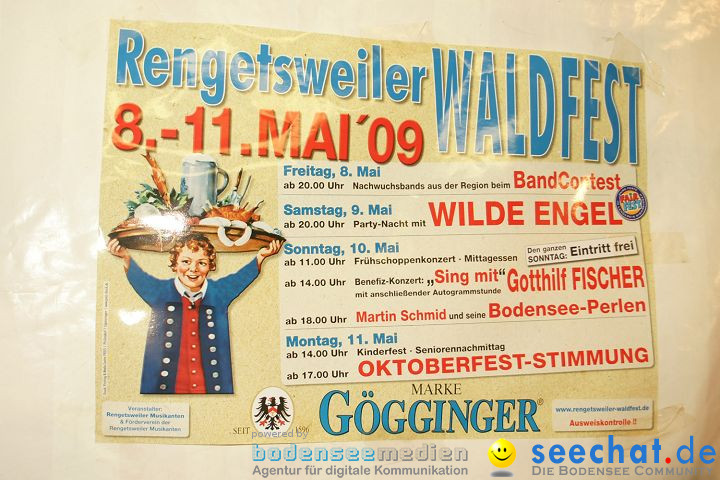 Rengetsweiler WALDFEST
8.-11.MAI´09
Freitag, 8. Mai
ab 20.00 Uhr Nachwuchsbands aus der Region beim BandContest
Samstag, 9. Mai
ab 20.00 Uhr Party-Nacht mit WILDE ENGEL
FAIR FEST
Sonntag, 10. Mai
ab 11.00 Uhr Frühschoppenkonzert · Mittagessen
Den ganzen
SONNTAG: Eintritt frei
ab 14.00 Uhr Benefiz-Konzert: „Sing mit“ Gotthilf FISCHER
mit anschließender Autogrammstunde
ab 18.00 Uhr Martin Schmid und seine Bodensee-Perlen
Montag, 11. Mai
ab 14.00 Uhr Kinderfest · Seniorennachmittag
ab 17.00 Uhr OKTOBERFEST-STIMMUNG
Veranstalter:
Rengetsweiler Musikanten
& Förderverein der
Rengetsweiler Musikanten
SEIT 1596
MARKE
GÖGGINGER®
www.rengetsweiler-waldfest.de
Ausweiskontrolle !!
powered by
bodenseemedien
Agentur für digitale Kommunikation
seechat.de
DIE BODENSEE COMMUNITY